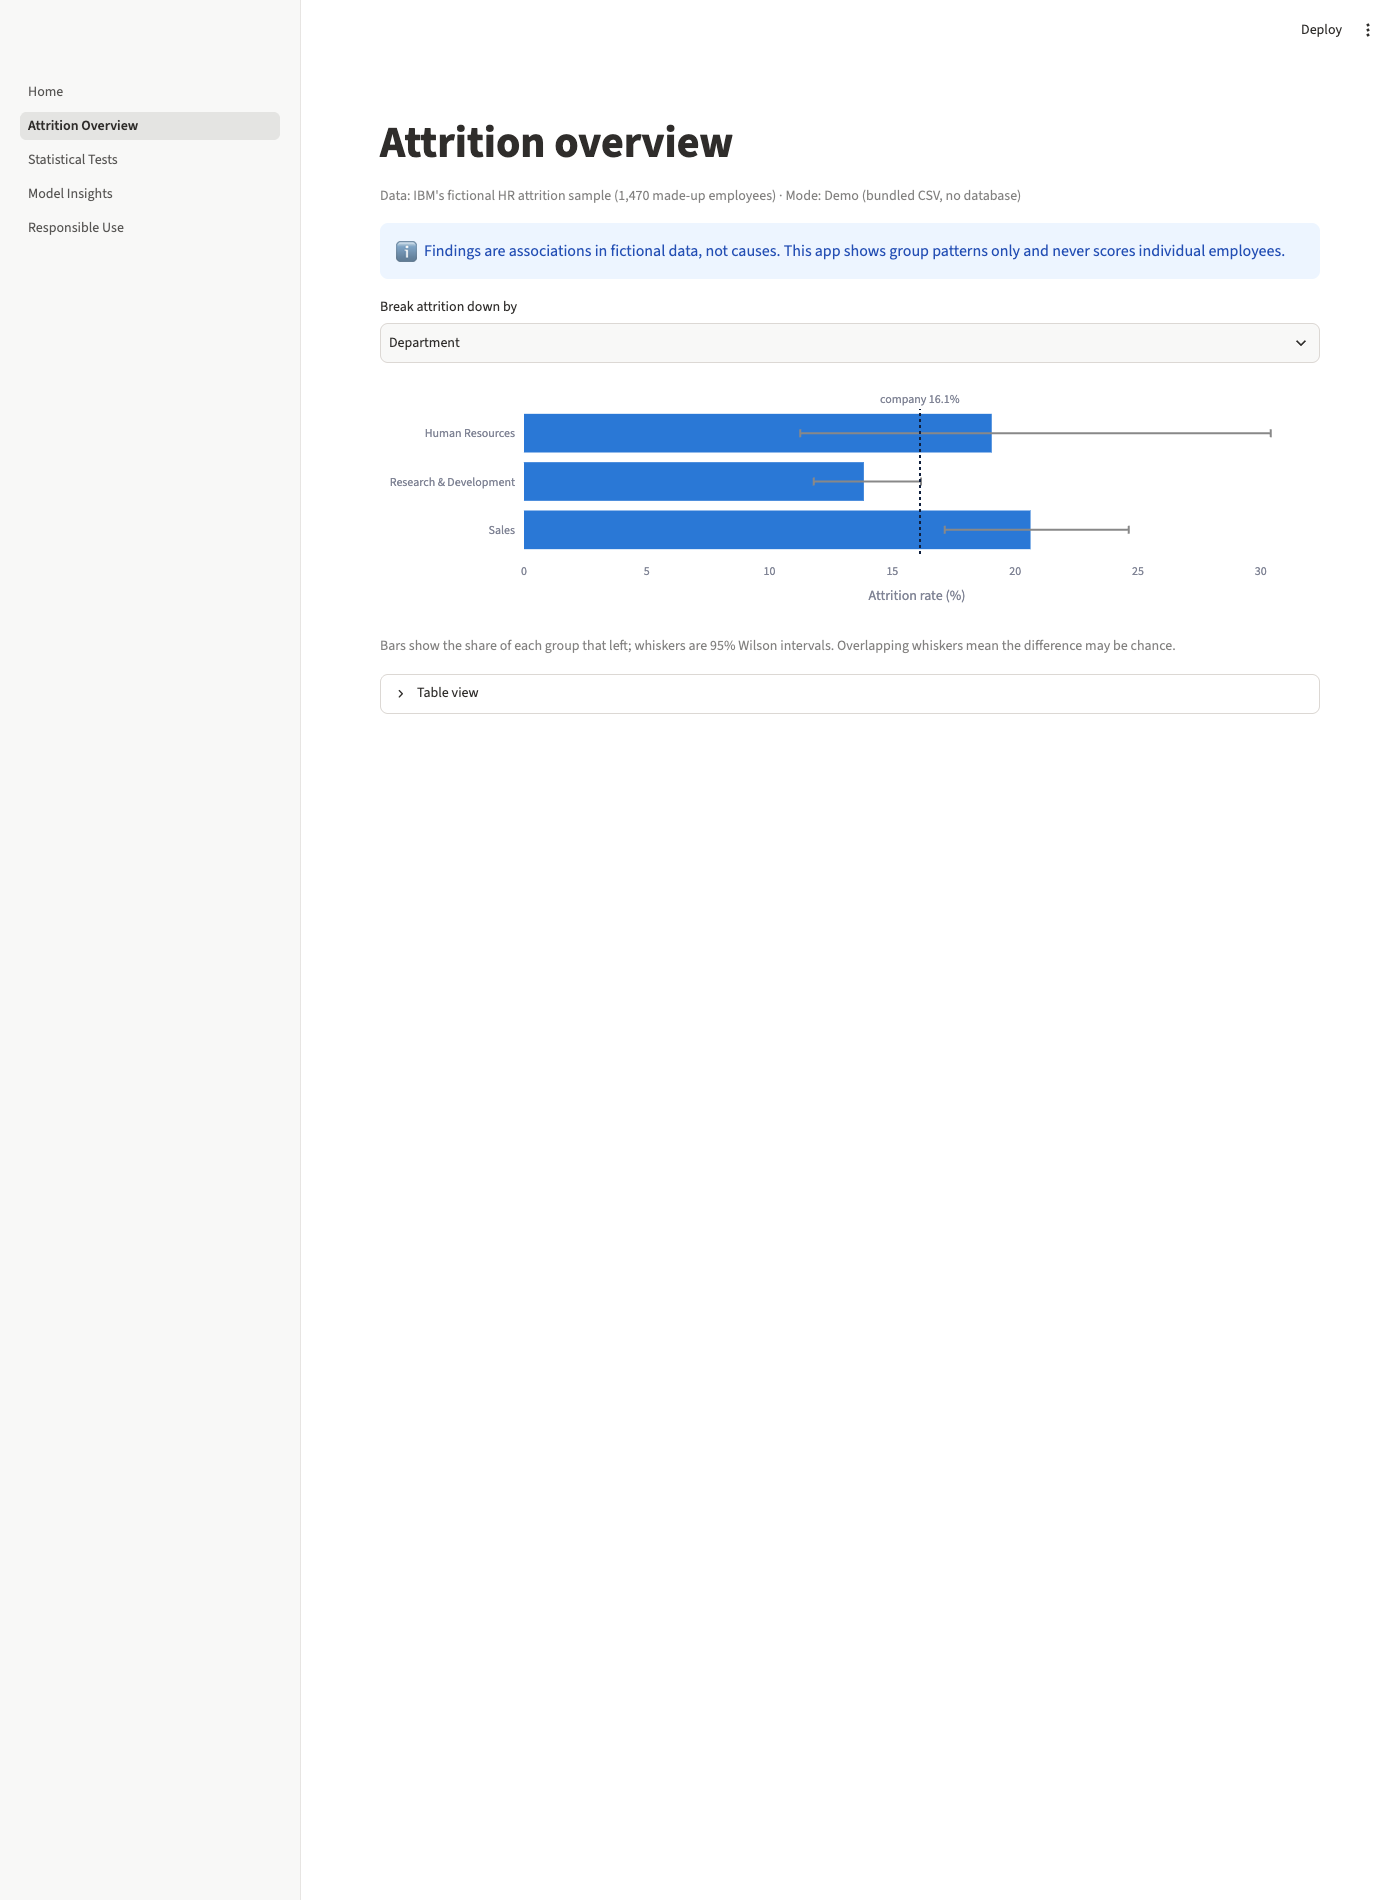 Deploy
Home
Attrition Overview
Statistical Tests
Model Insights
Responsible Use
Attrition overview
Data: IBM's fictional HR attrition sample (1,470 made-up employees) · Mode: Demo (bundled CSV, no database)
Findings are associations in fictional data, not causes. This app shows group patterns only and never scores individual employees.
Break attrition down by
Department
company 16.1%
Human Resources
Research & Development
Sales
0 5 10 15 20 25 30
Attrition rate (%)
Bars show the share of each group that left; whiskers are 95% Wilson intervals. Overlapping whiskers mean the difference may be chance.
Table view